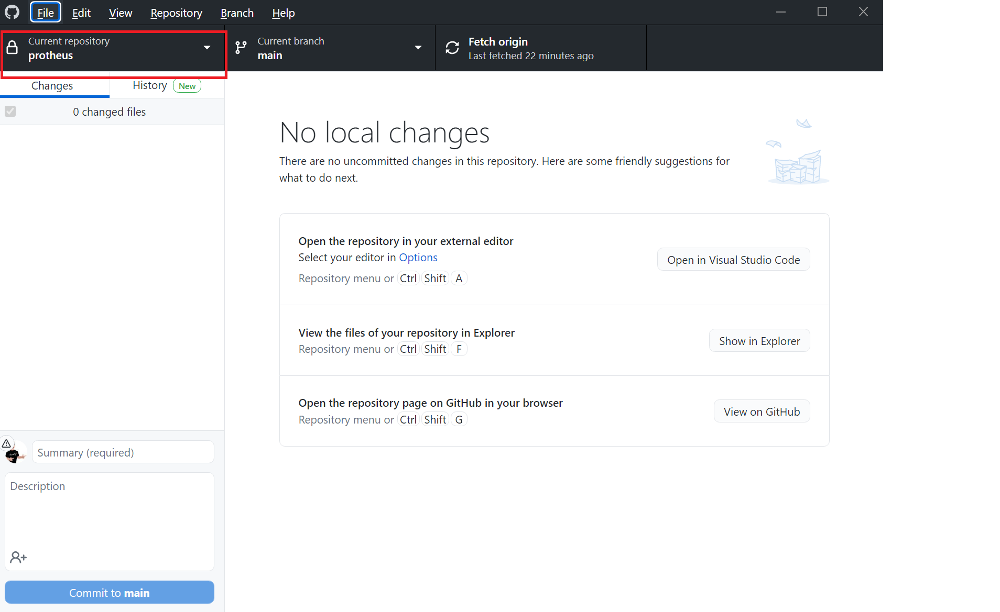 File Edit View Repository Branch Help
Current repository
protheus
Current branch
main
Fetch origin
Last fetched 22 minutes ago
Changes
History New
0 changed files
No local changes
There are no uncommitted changes in this repository. Here are some friendly suggestions for
what to do next.
Open the repository in your external editor
Select your editor in Options
Repository menu or Ctrl Shift A
Open in Visual Studio Code
View the files of your repository in Explorer
Repository menu or Ctrl Shift F
Show in Explorer
Open the repository page on GitHub in your browser
Repository menu or Ctrl Shift G
View on GitHub
Summary (required)
Description
Commit to main